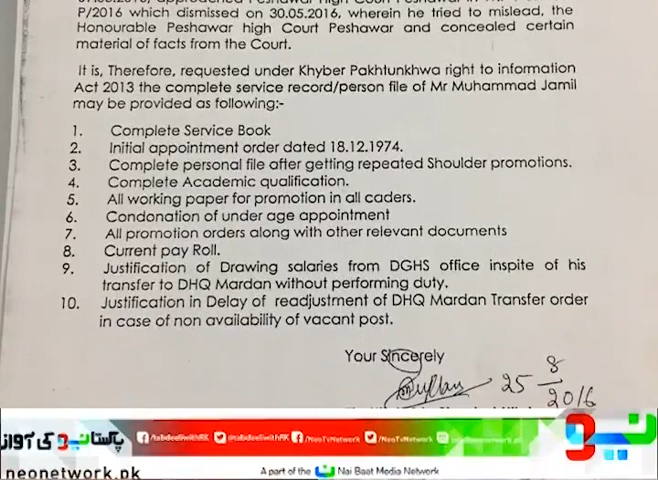 P/2016 which dismissed on 30.05.2016, wherein he tried to mislead, the
Honourable Peshawar high Court Peshawar and concealed certain
material of facts from the Court.
It is, Therefore, requested under Khyber Pakhtunkhwa right to information
Act 2013 the complete service record/person file of Mr Muhammad Jamil
may be provided as following:-
1. Complete Service Book
2. Initial appointment order dated 18.12.1974.
3. Complete personal file after getting repeated Shoulder promotions.
4. Complete Academic qualification.
5. All working paper for promotion in all caders.
6. Condonation of under age appointment
7. All promotion orders along with other relevant documents
8. Current pay Roll.
9. Justification of Drawing salaries from DGHS office inspite of his
transfer to DHQ Mardan without performing duty.
10. Justification in Delay of readjustment of DHQ Mardan Transfer order
in case of non availability of vacant post.
Your Sincerely
25 8
2016
پاکستان کی آواز
/tabdeeliwithRK @tabdeeliwithRK /NeoTvNetwork /NeoTvNetwork
نیو
neonetwork.pk
A part of the Nai Baat Media Network